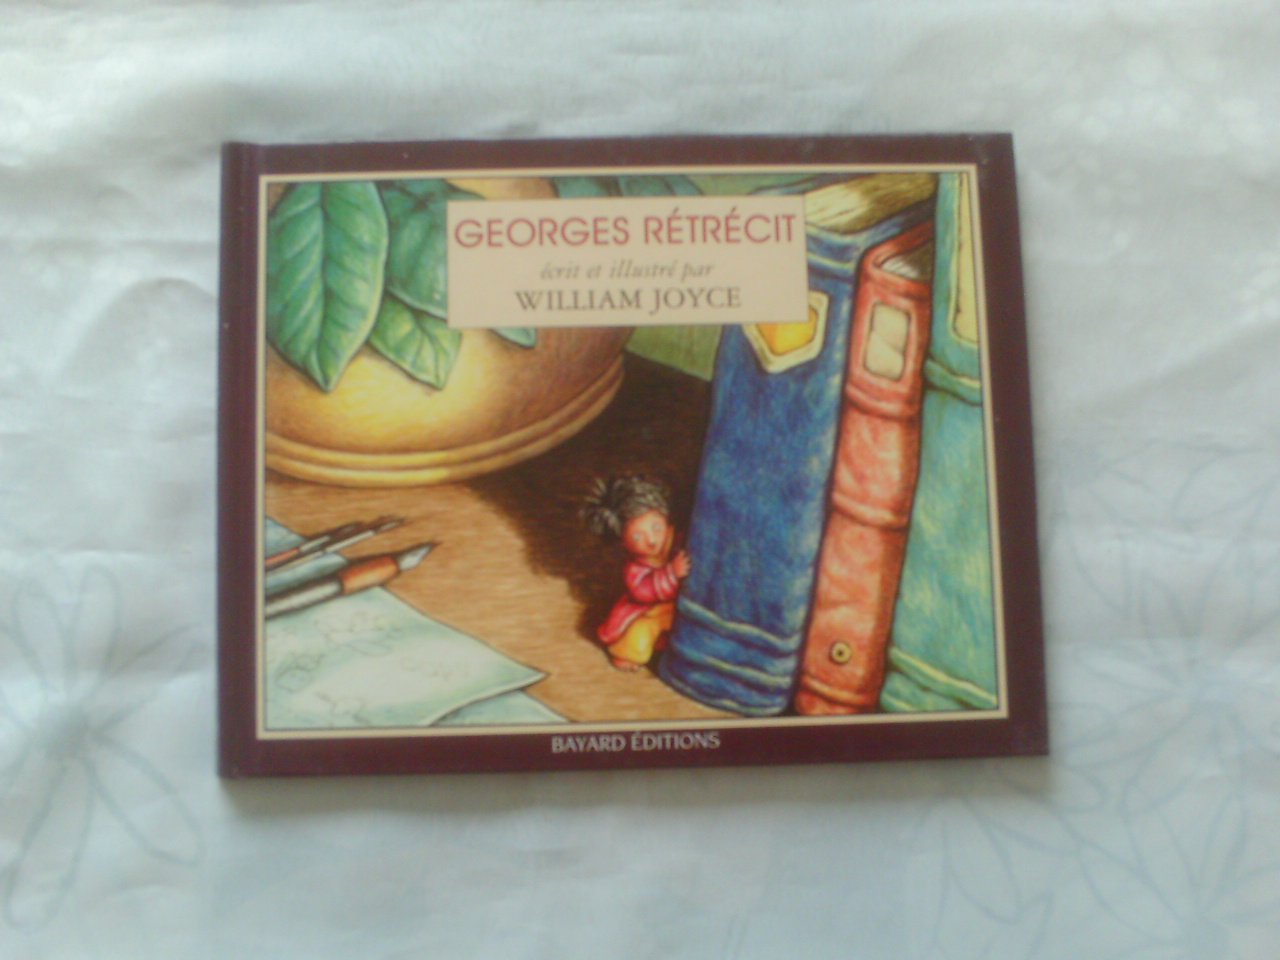 GEORGES RÉTRÉCIT
écrit et illustré par
WILLIAM JOYCE
BAYARD ÉDITIONS